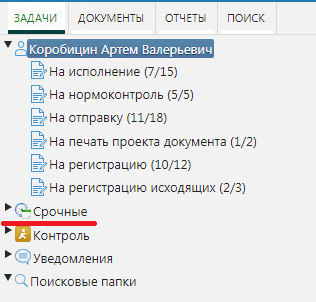 ЗАДАЧИ ДОКУМЕНТЫ ОТЧЕТЫ ПОИСК
Коробицин Артем Валерьевич
На исполнение (7/15)
На нормоконтроль (5/5)
На отправку (11/18)
На печать проекта документа (1/2)
На регистрацию (10/12)
На регистрацию исходящих (2/3)
Срочные
Контроль
Уведомления
Поисковые папки